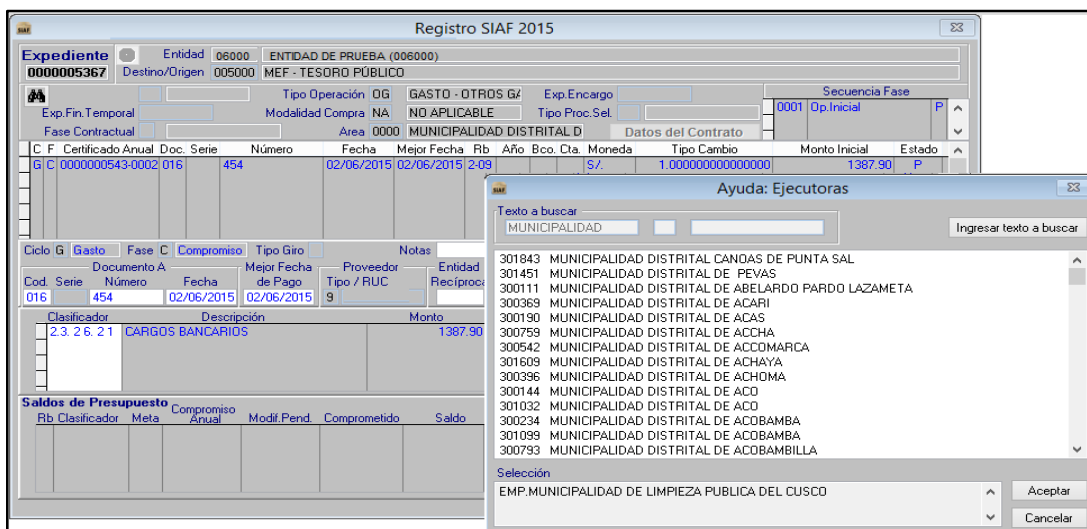 SIAF Registro SIAF 2015
Expediente Entidad 06000 ENTIDAD DE PRUEBA (006000)
0000005367 Destino/Origen 005000 MEF - TESORO PÚBLICO
Tipo Operación OG GASTO - OTROS GA Exp.Encargo Secuencia Fase
Exp.Fin.Temporal Modalidad Compra NA NO APLICABLE Tipo Proc.Sel. 0001 Op.Inicial P
Fase Contractual Area 0000 MUNICIPALIDAD DISTRITAL D Datos del Contrato
C F Certificado Anual Doc. Serie Número Fecha Mejor Fecha Rb Año Bco. Cta. Moneda Tipo Cambio Monto Inicial Estado
G C 0000000543-0002 016 454 02/06/2015 02/06/2015 2-09 S/. 1.000000000000000 1387.90 P
Ciclo G Gasto Fase C Compromiso Tipo Giro Notas
Documento A Mejor Fecha Proveedor Entidad
Cod. Serie Número Fecha de Pago Tipo / RUC Recíproca
016 454 02/06/2015 02/06/2015 9
Clasificador Descripción Monto
2.3. 2 6. 2 1 CARGOS BANCARIOS 1387.90
Saldos de Presupuesto
Rb Clasificador Meta Compromiso Anual Modif.Pend. Comprometido Saldo
SIAF Ayuda: Ejecutoras
Texto a buscar
MUNICIPALIDAD Ingresar texto a buscar
301843 MUNICIPALIDAD DISTRITAL CANOAS DE PUNTA SAL
301451 MUNICIPALIDAD DISTRITAL DE PEVAS
300111 MUNICIPALIDAD DISTRITAL DE ABELARDO PARDO LAZAMETA
300369 MUNICIPALIDAD DISTRITAL DE ACARI
300190 MUNICIPALIDAD DISTRITAL DE ACAS
300759 MUNICIPALIDAD DISTRITAL DE ACCHA
300542 MUNICIPALIDAD DISTRITAL DE ACCOMARCA
301609 MUNICIPALIDAD DISTRITAL DE ACHAYA
300396 MUNICIPALIDAD DISTRITAL DE ACHOMA
300144 MUNICIPALIDAD DISTRITAL DE ACO
301032 MUNICIPALIDAD DISTRITAL DE ACO
300234 MUNICIPALIDAD DISTRITAL DE ACOBAMBA
301099 MUNICIPALIDAD DISTRITAL DE ACOBAMBA
300793 MUNICIPALIDAD DISTRITAL DE ACOBAMBILLA
Selección
EMP.MUNICIPALIDAD DE LIMPIEZA PUBLICA DEL CUSCO
Aceptar
Cancelar